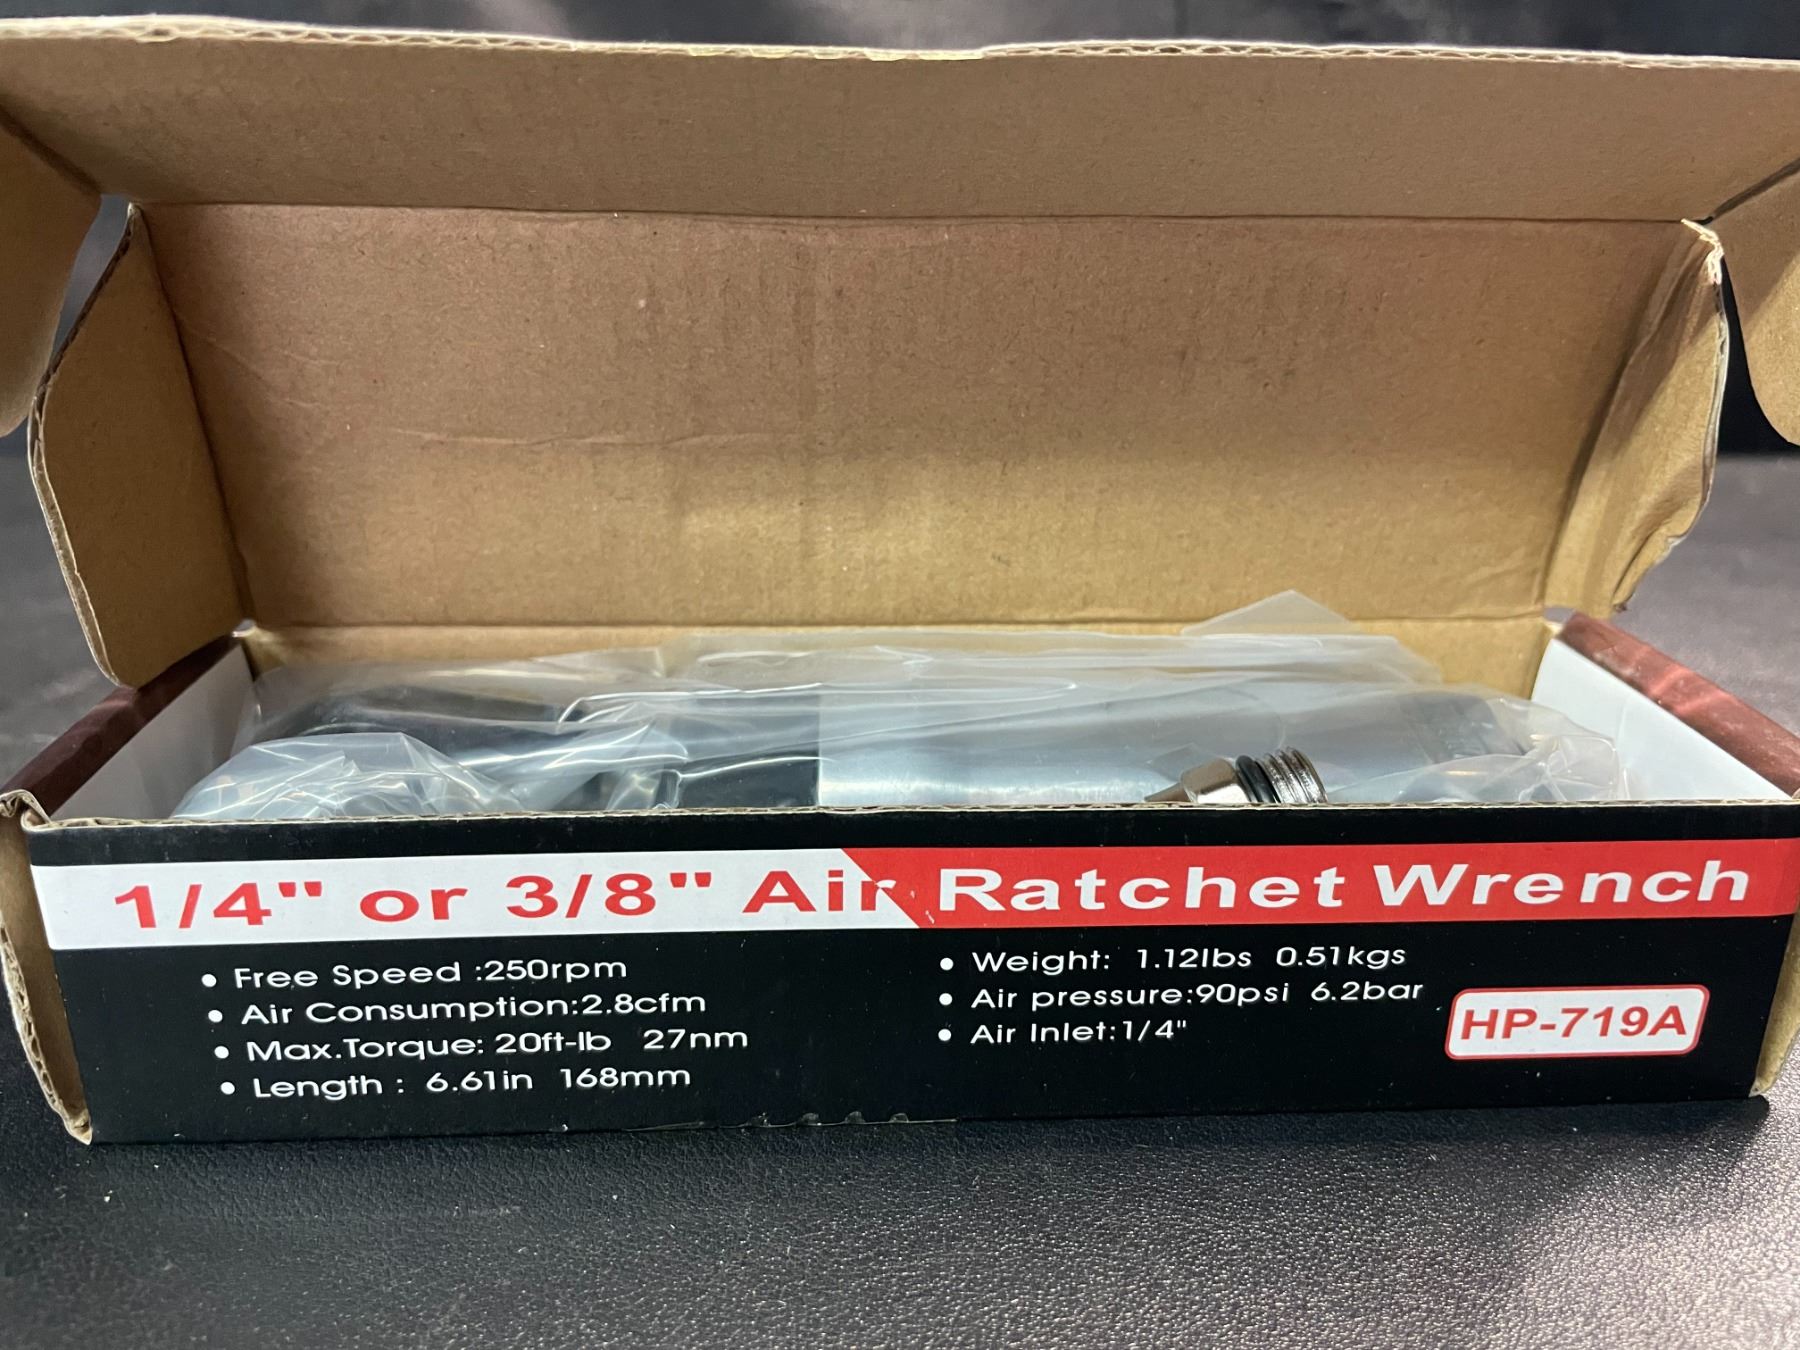 1/4" or 3/8" Air Ratchet Wrench
• Free Speed :250rpm
• Air Consumption:2.8cfm
• Max.Torque: 20ft-lb 27nm
• Length : 6.61in 168mm
• Weight: 1.12lbs 0.51kgs
• Air pressure:90psi 6.2bar
• Air Inlet:1/4"
HP-719A